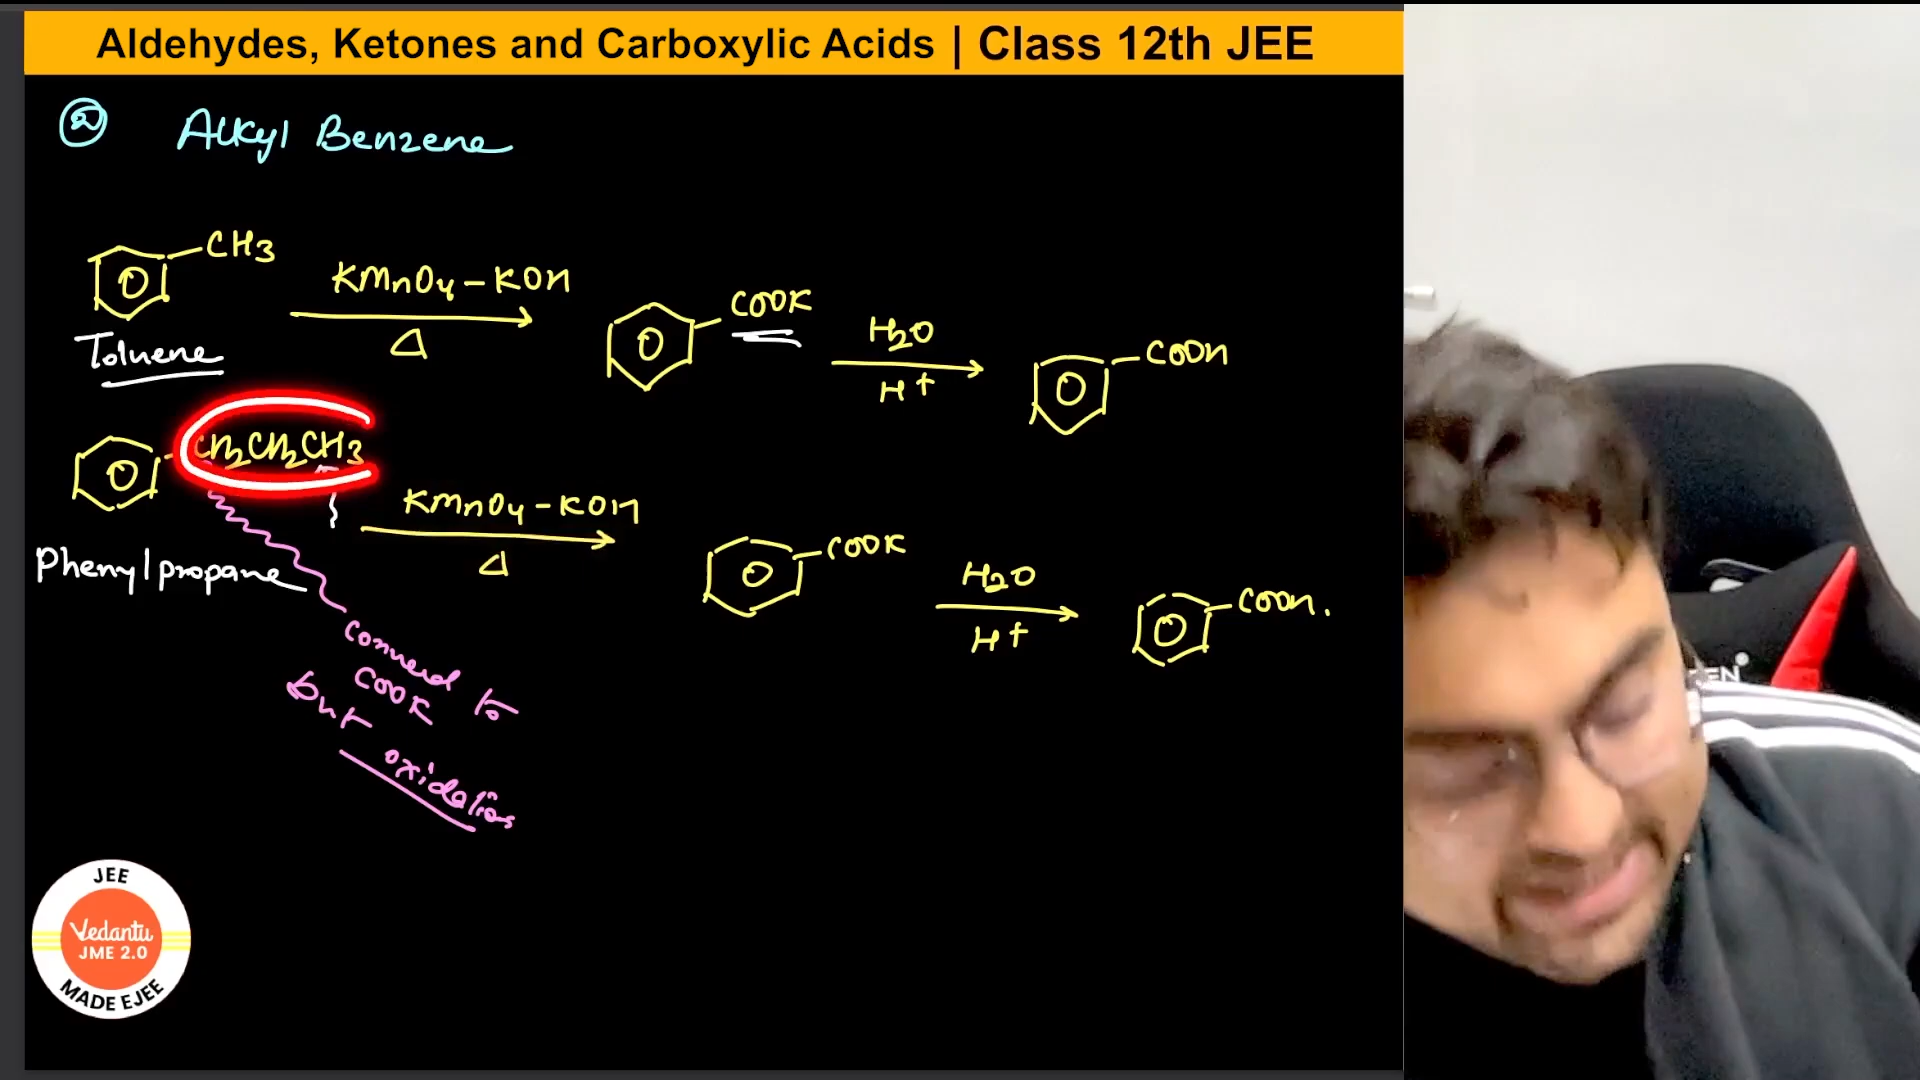 Aldehydes, Ketones and Carboxylic Acids | Class 12th JEE
② Alkyl Benzene
CH3
KMnO4 - KOH
Δ
COOK
H2O
H+
COOH
Toluene
CH2CH2CH3
KMnO4 - KOH
Δ
COOK
H2O
H+
COOH.
Phenylpropane
COOK to
but oxidation
JEE
Vedantu
JME 2.0
MADE EJEE
EN